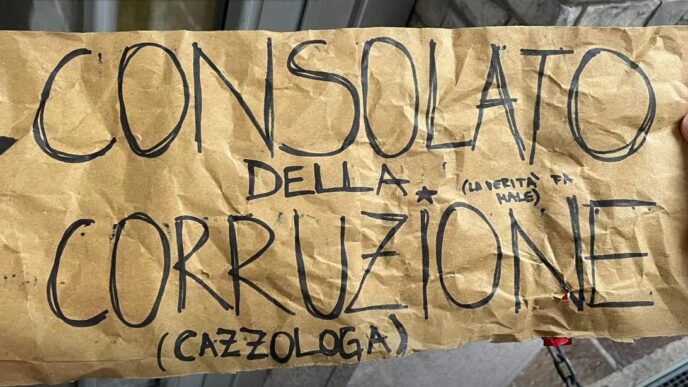 CONSOLATO
DELLA
(LA VERITÀ FA
MALE)
CORRUZIONE
(CAZZOLOGA)